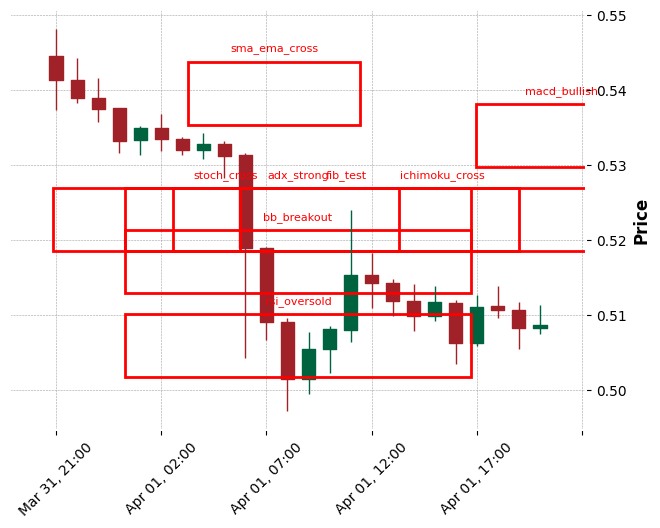 0.55
sma_ema_cross
0.54
macd_bullish
0.53
stoch_cross adx_strong fib_test ichimoku_cross
bb_breakout
0.52
Price
0.51
0.50
Mar 31, 21:00
Apr 01, 02:00
Apr 01, 07:00
Apr 01, 12:00
Apr 01, 17:00